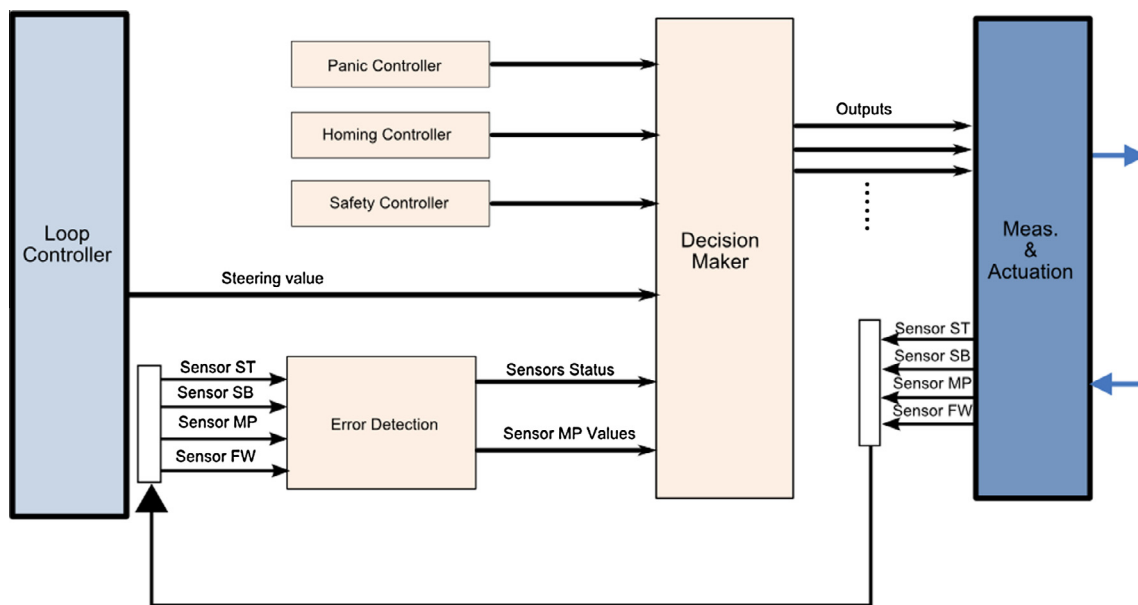 Panic Controller
Homing Controller
Safety Controller
Loop
Controller
Steering value
Sensor ST
Sensor SB
Sensor MP
Sensor FW
Error Detection
Sensors Status
Sensor MP Values
Decision
Maker
Outputs
Meas.
&
Actuation
Sensor ST
Sensor SB
Sensor MP
Sensor FW